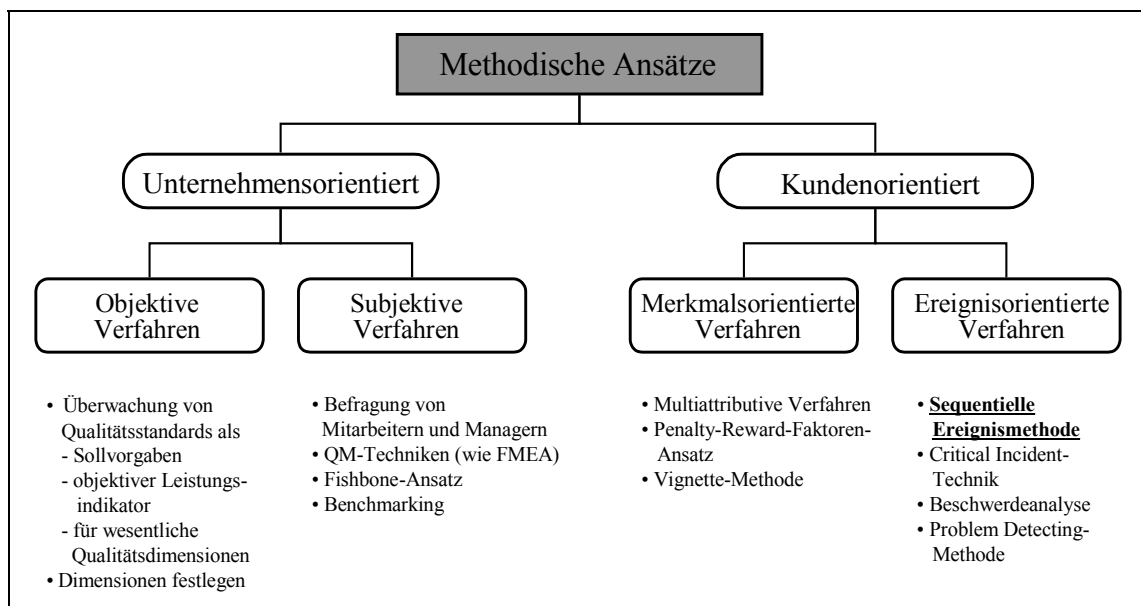 Methodische Ansätze
Unternehmensorientiert
Kundenorientiert
Objektive
Verfahren
Subjektive
Verfahren
Merkmalsorientierte
Verfahren
Ereignisorientierte
Verfahren
• Überwachung von
Qualitätsstandards als
- Sollvorgaben
- objektiver Leistungs-
indikator
- für wesentliche
Qualitätsdimensionen
• Dimensionen festlegen
• Befragung von
Mitarbeitern und Managern
• QM-Techniken (wie FMEA)
• Fishbone-Ansatz
• Benchmarking
• Multiattributive Verfahren
• Penalty-Reward-Faktoren-
Ansatz
• Vignette-Methode
• Sequentielle
Ereignismethode
• Critical Incident-
Technik
• Beschwerdeanalyse
• Problem Detecting-
Methode